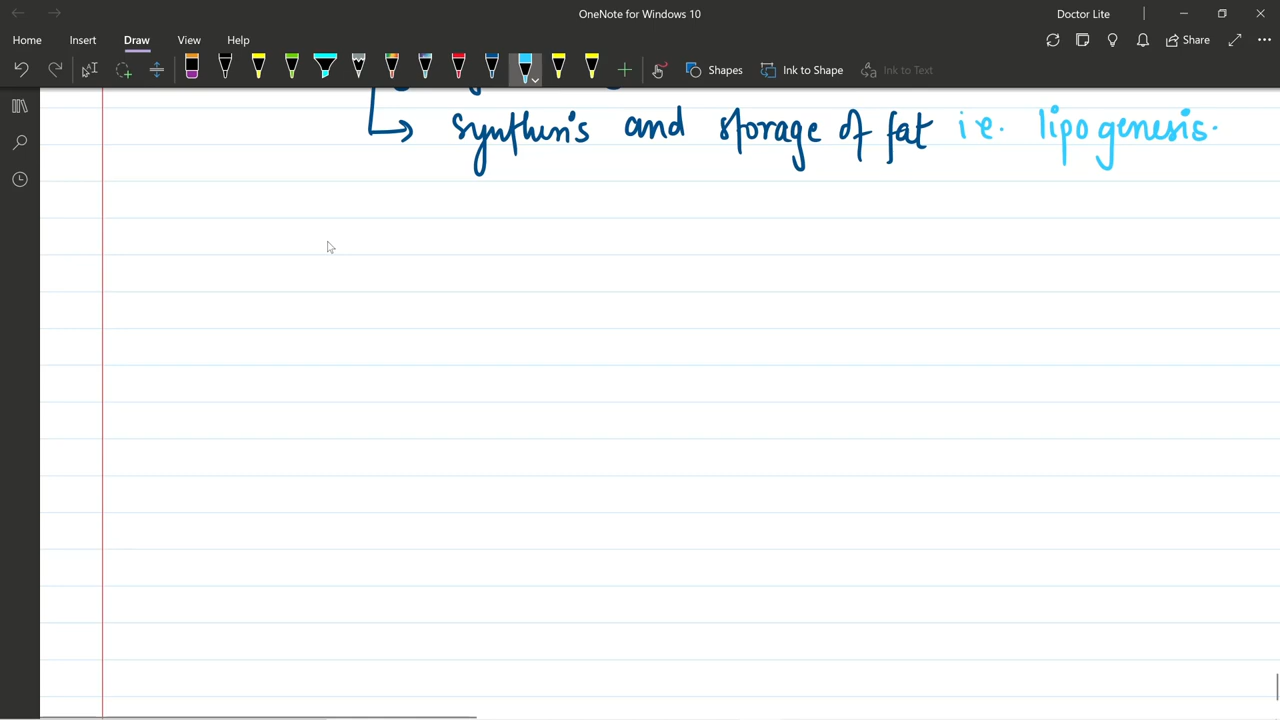 OneNote for Windows 10
Doctor Lite
Home Insert Draw View Help
Share
Shapes Ink to Shape Ink to Text
synthesis and storage of fat i.e. lipogenesis.